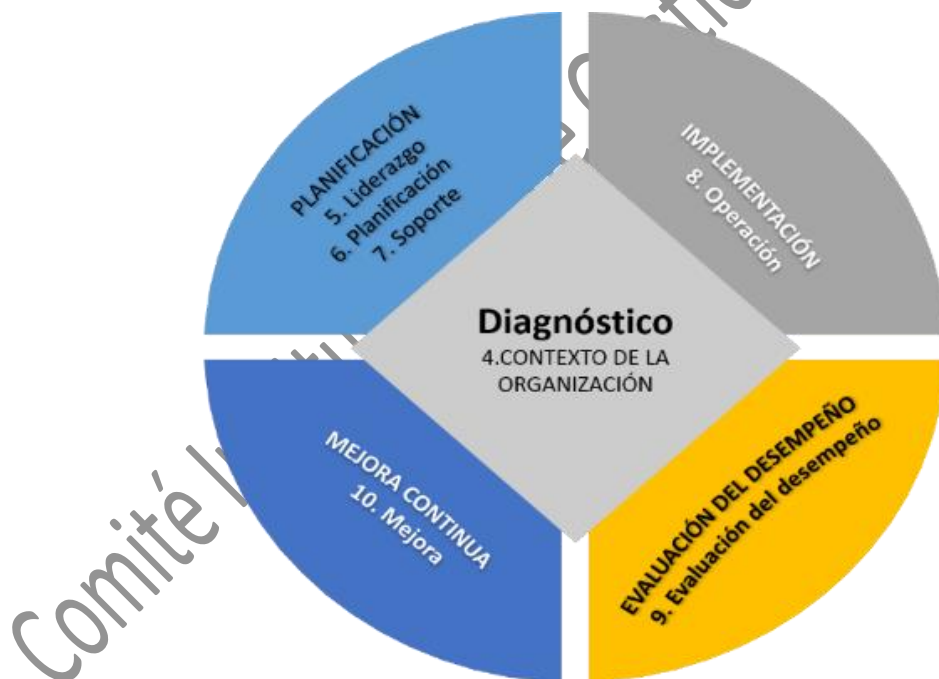 PLANIFICACIÓN
5. Liderazgo
6. Planificación
7. Soporte
IMPLEMENTACIÓN
8. Operación
Diagnóstico
4.CONTEXTO DE LA
ORGANIZACIÓN
MEJORA CONTINUA
10. Mejora
EVALUACIÓN DEL DESEMPEÑO
9. Evaluación del desempeño
Comité